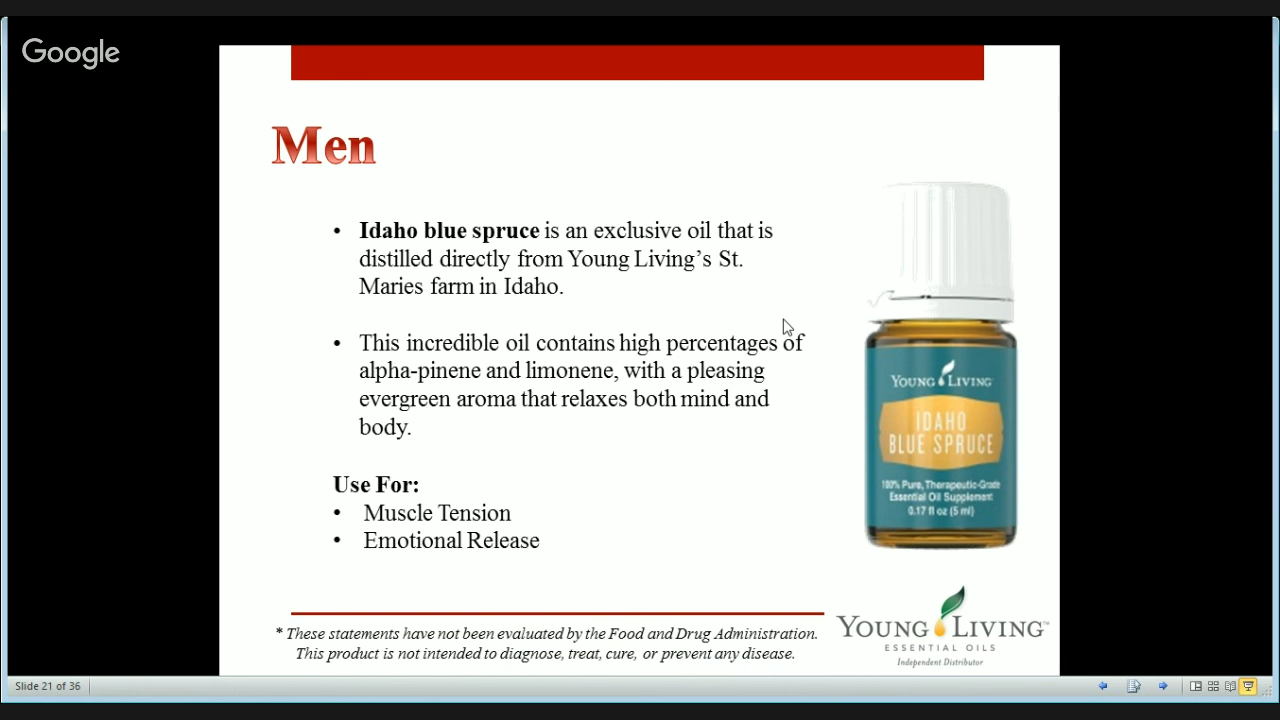 Google
Men
• Idaho blue spruce is an exclusive oil that is
distilled directly from Young Living’s St.
Maries farm in Idaho.
• This incredible oil contains high percentages of
alpha-pinene and limonene, with a pleasing
evergreen aroma that relaxes both mind and
body.
Use For:
• Muscle Tension
• Emotional Release
YOUNG LIVING
IDAHO
BLUE SPRUCE
100% Pure, Therapeutic-Grade
Essential Oil Supplement
0.17 fl oz (5 ml)
* These statements have not been evaluated by the Food and Drug Administration.
This product is not intended to diagnose, treat, cure, or prevent any disease.
YOUNG LIVING™
ESSENTIAL OILS
Independent Distributor
Slide 21 of 36